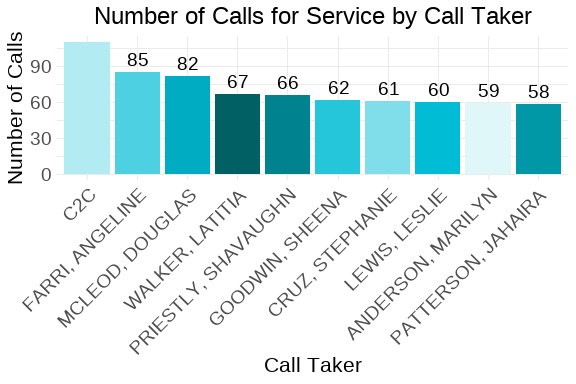 Number of Calls for Service by Call Taker
Number of Calls
90
60
30
0
85
82
67
66
62
61
60
59
58
C2C
FARRI, ANGELINE
MCLEOD, DOUGLAS
WALKER, LATITIA
PRIESTLY, SHAVAUGHN
GOODWIN, SHEENA
CRUZ, STEPHANIE
LEWIS, LESLIE
ANDERSON, MARILYN
PATTERSON, JAHAIRA
Call Taker